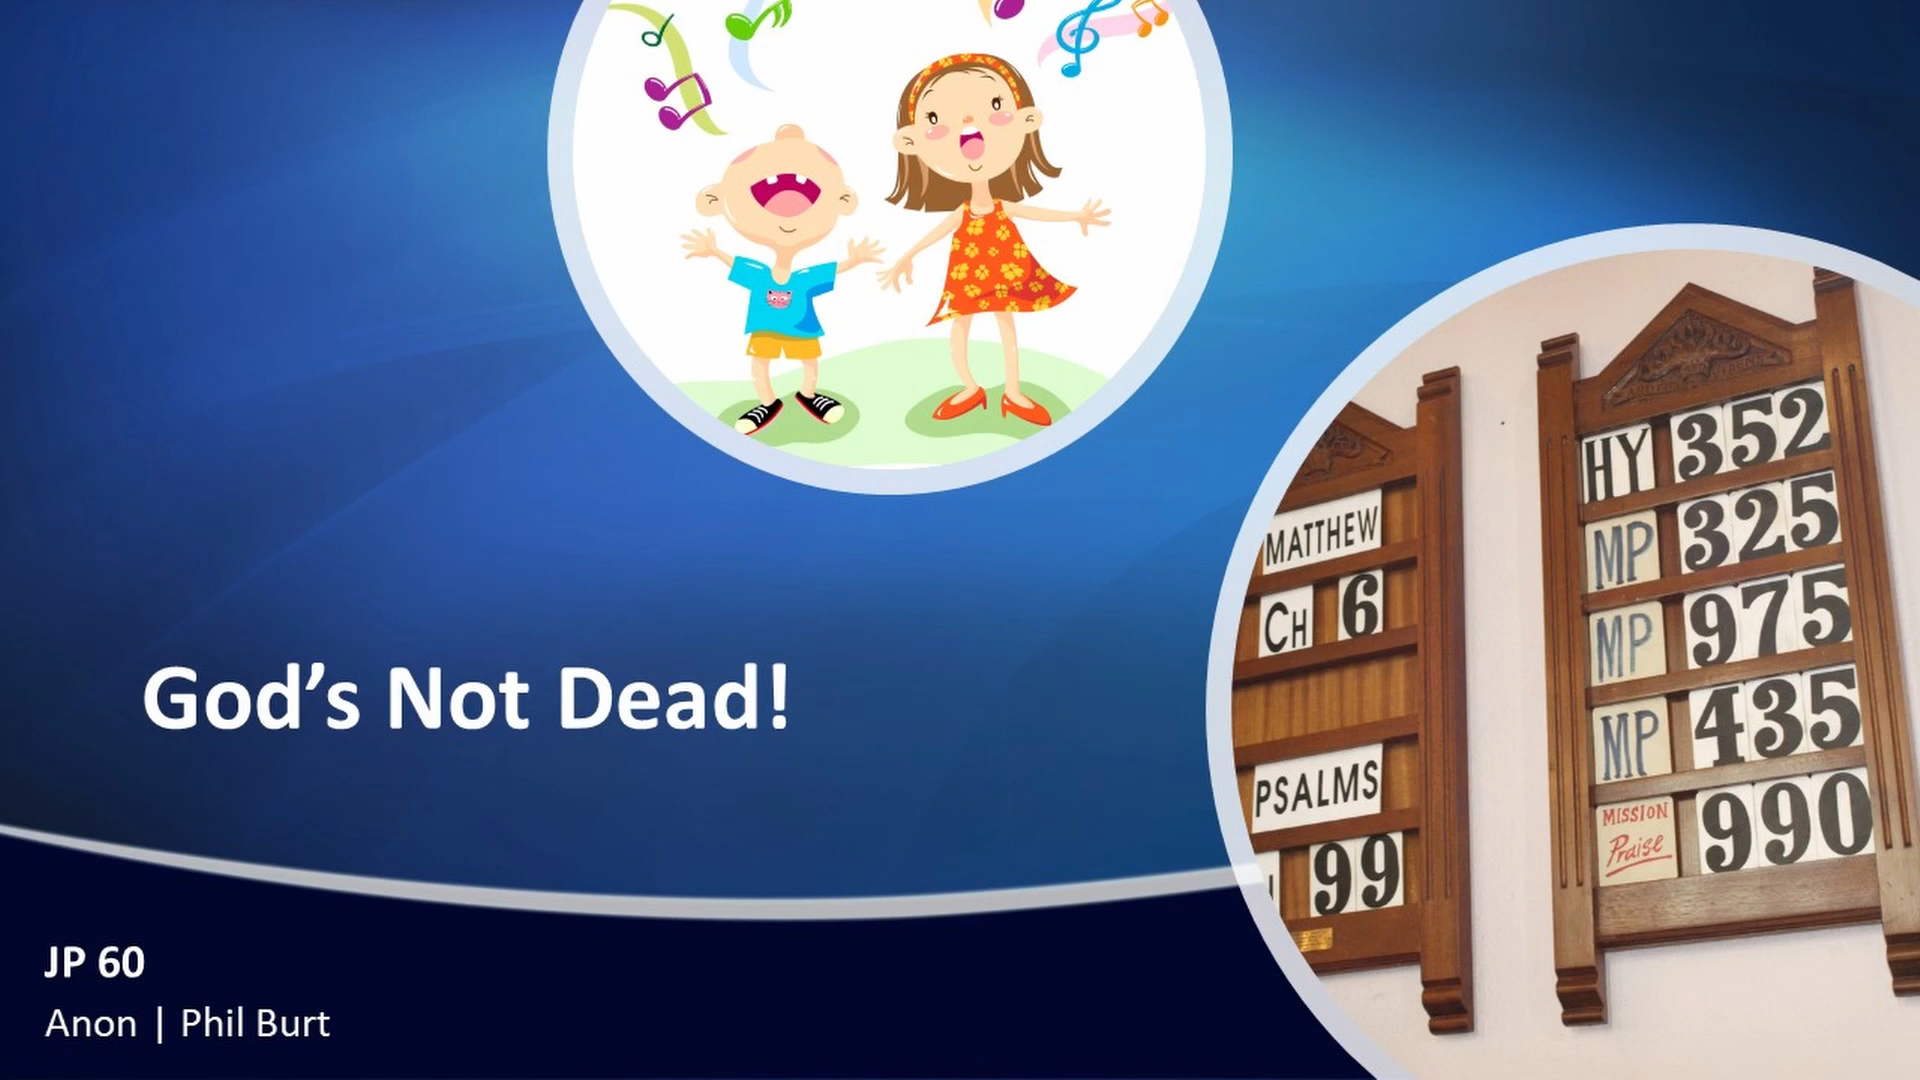 God's Not Dead!
JP 60
Anon | Phil Burt
MATTHEW
CH 6
PSALMS
99
HY 352
MP 325
MP 975
MP 435
MISSION Praise 990